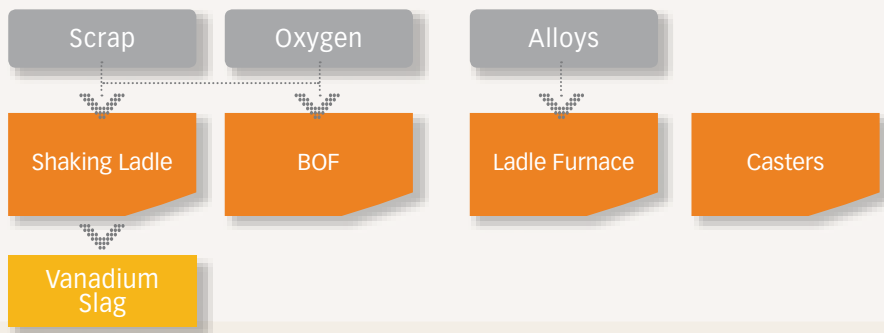 Scrap
Oxygen
Alloys
Shaking Ladle
BOF
Ladle Furnace
Casters
Vanadium
Slag